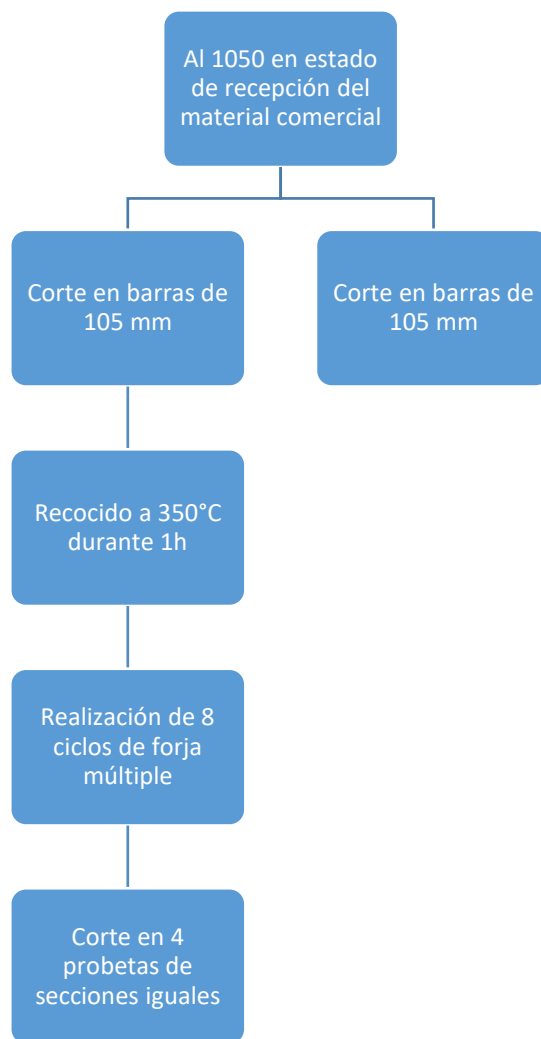 Al 1050 en estado
de recepción del
material comercial
Corte en barras de
105 mm
Corte en barras de
105 mm
Recocido a 350°C
durante 1h
Realización de 8
ciclos de forja
múltiple
Corte en 4
probetas de
secciones iguales